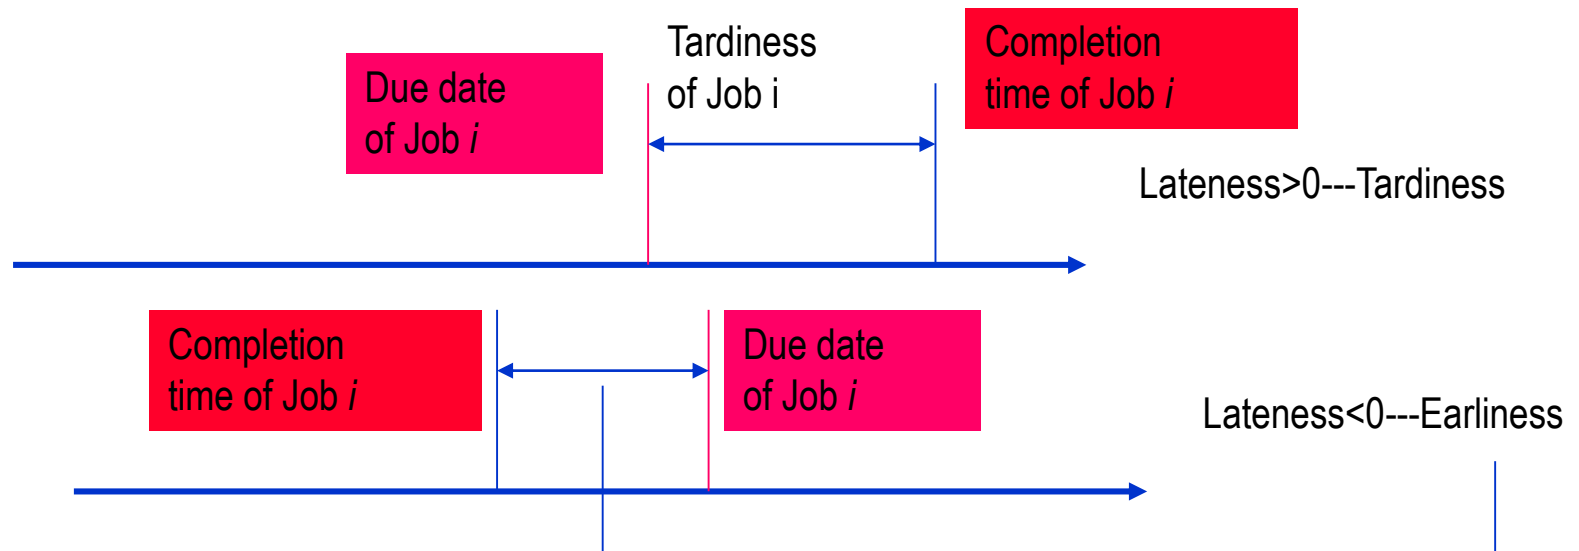 Tardiness
of Job i
Completion
time of Job i
Due date
of Job i
Lateness>0---Tardiness
Completion
time of Job i
Due date
of Job i
Lateness<0---Earliness